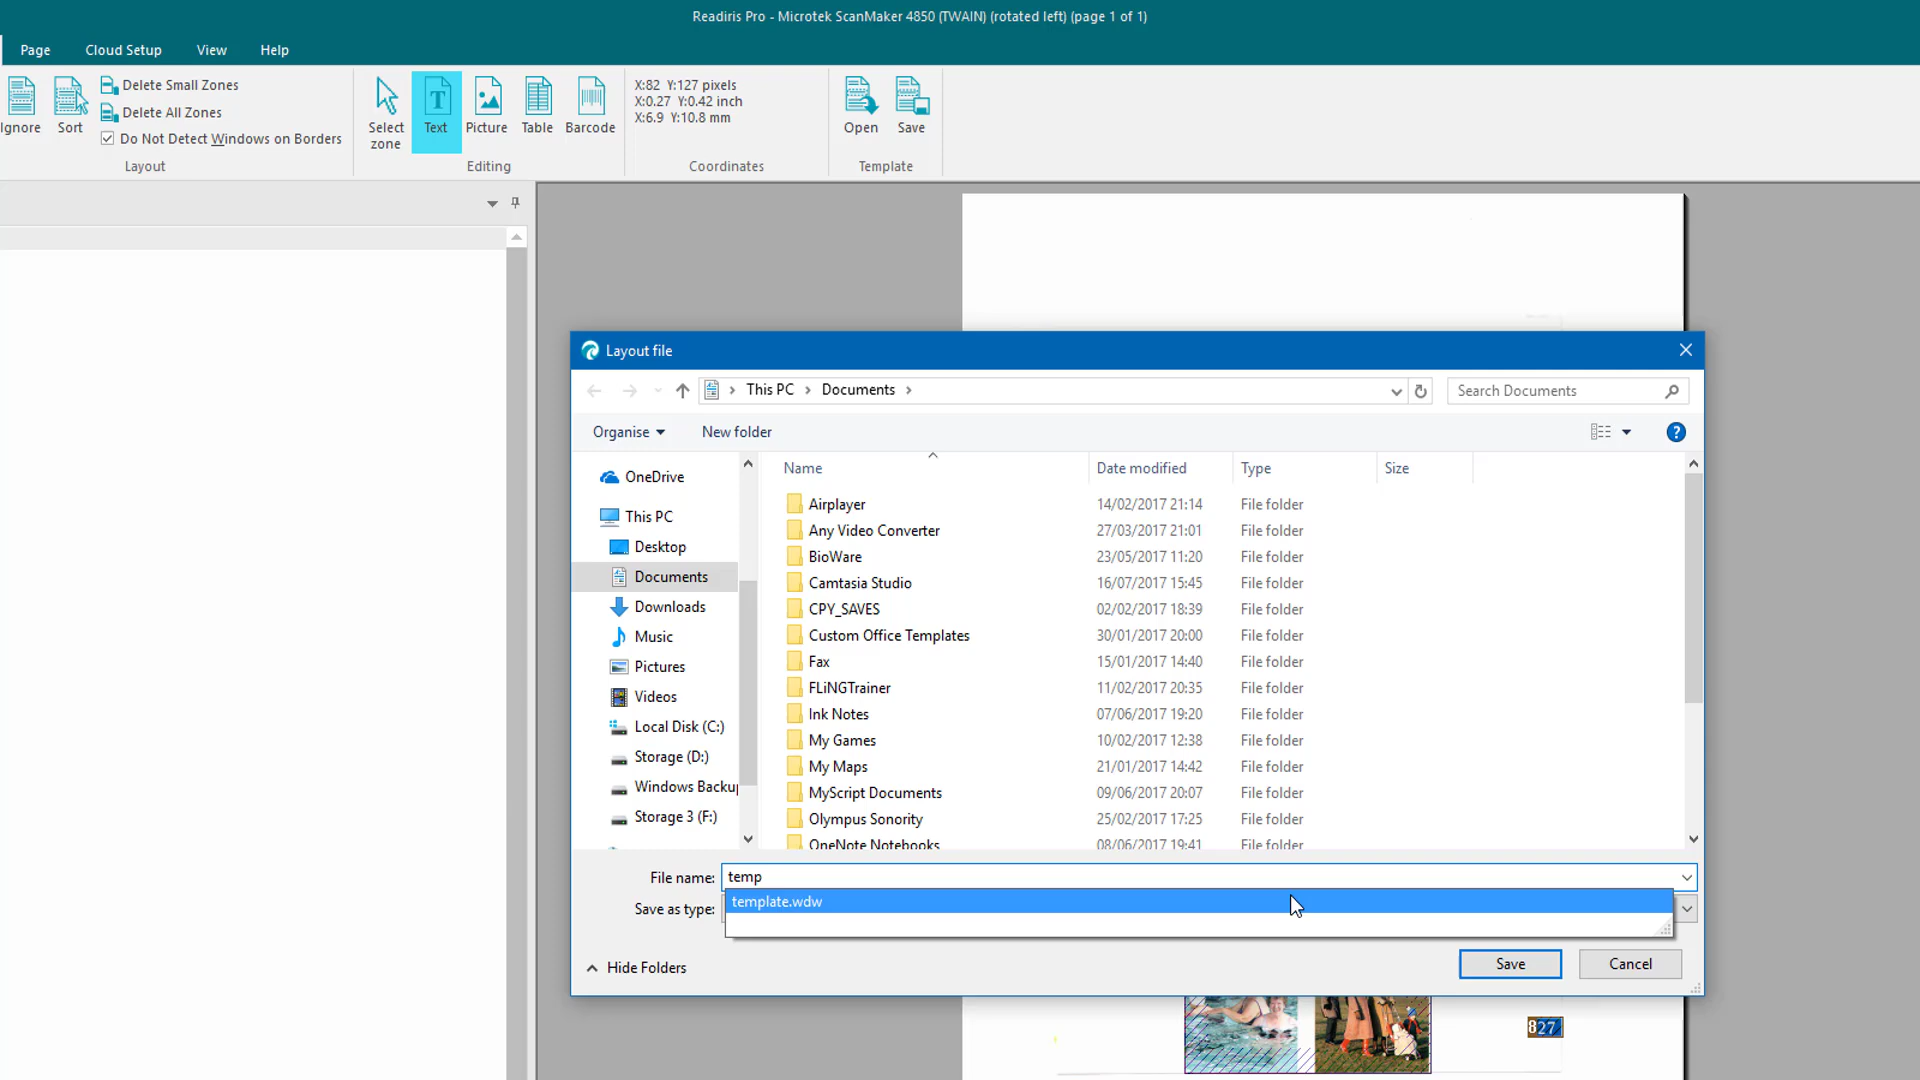 Readiris Pro - Microtek ScanMaker 4850 (TWAIN) (rotated left) (page 1 of 1)
Page Cloud Setup View Help
Ignore Sort Delete Small Zones
Delete All Zones
Do Not Detect Windows on Borders
Layout
Select zone Text Picture Table Barcode
Editing
X:82 Y:127 pixels
X:0.27 Y:0.42 inch
X:6.9 Y:10.8 mm
Coordinates
Open Save
Template
Layout file
This PC Documents
Search Documents
Organise New folder
OneDrive
This PC
Desktop
Documents
Downloads
Music
Pictures
Videos
Local Disk (C:)
Storage (D:)
Windows Backup
Storage 3 (F:)
Name Date modified Type Size
Airplayer 14/02/2017 21:14 File folder
Any Video Converter 27/03/2017 21:01 File folder
BioWare 23/05/2017 11:20 File folder
Camtasia Studio 16/07/2017 15:45 File folder
CPY_SAVES 02/02/2017 18:39 File folder
Custom Office Templates 30/01/2017 20:00 File folder
Fax 15/01/2017 14:40 File folder
FLiNGTrainer 11/02/2017 20:35 File folder
Ink Notes 07/06/2017 19:20 File folder
My Games 10/02/2017 12:38 File folder
My Maps 21/01/2017 14:42 File folder
MyScript Documents 09/06/2017 20:07 File folder
Olympus Sonority 25/02/2017 17:25 File folder
OneNote Notebooks 08/06/2017 19:41 File folder
File name: temp
template.wdw
Save as type:
Hide Folders
Save Cancel
827